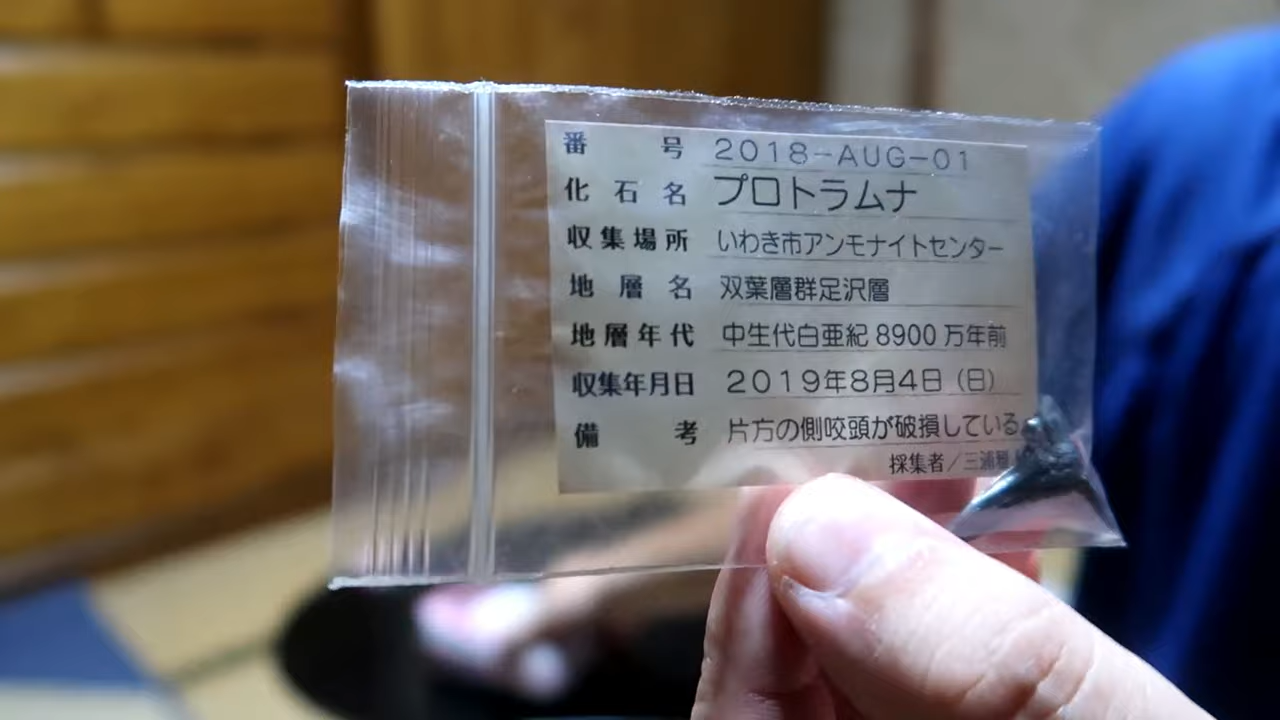 番号 2018-AUG-01
化石名 プロトラムナ
収集場所 いわき市アンモナイトセンター
地層名 双葉層群足沢層
地層年代 中生代白亜紀 8900 万年前
収集年月日 2019年8月4日(日)
備考 片方の側咬頭が破損している
採集者/三浦